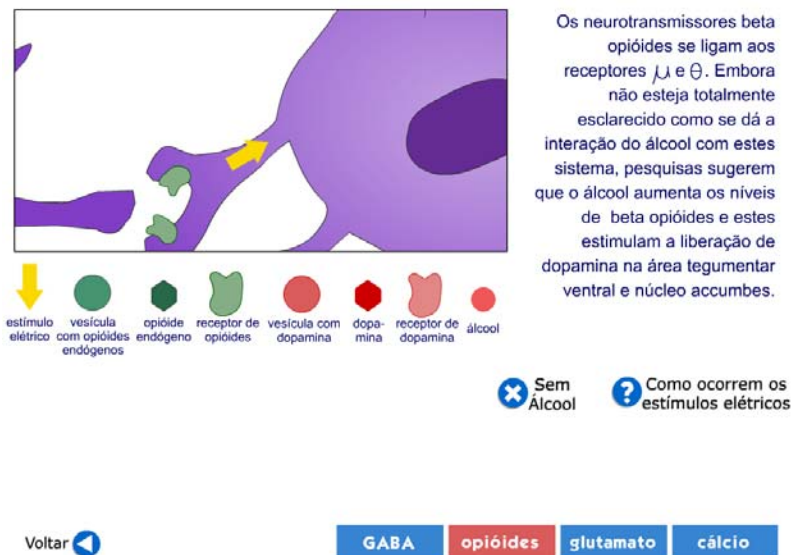 Os neurotransmissores beta
opióides se ligam aos
receptores μ e θ. Embora
não esteja totalmente
esclarecido como se dá a
interação do álcool com estes
sistema, pesquisas sugerem
que o álcool aumenta os níveis
de beta opióides e estes
estimulam a liberação de
dopamina na área tegumentar
ventral e núcleo accumbes.
estímulo
elétrico
vesícula
com opióides
endógenos
opióide
endógeno
receptor de
opióides
vesícula com
dopamina
dopa-
mina
receptor de
dopamina
álcool
Sem
Álcool
Como ocorrem os
estímulos elétricos
Voltar
GABA
opióides
glutamato
cálcio